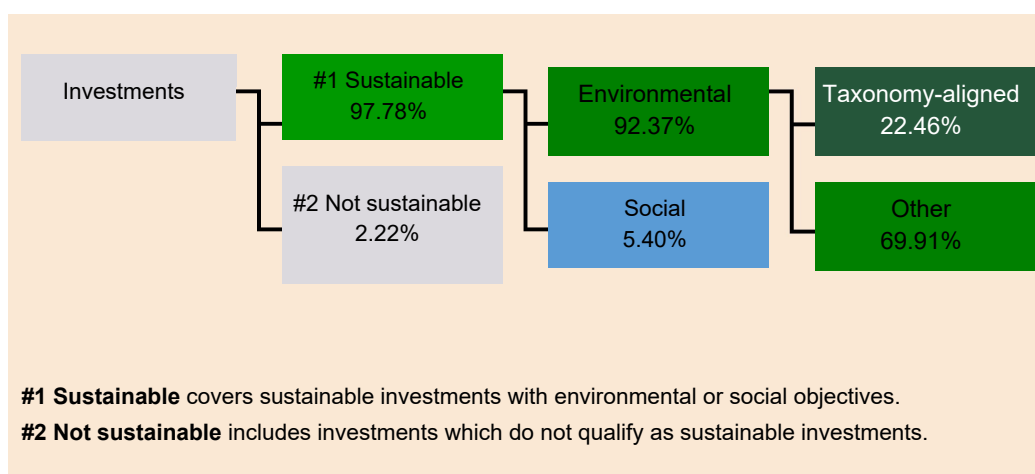 Investments
#1 Sustainable
97.78%
#2 Not sustainable
2.22%
Environmental
92.37%
Social
5.40%
Taxonomy-aligned
22.46%
Other
69.91%
#1 Sustainable covers sustainable investments with environmental or social objectives.
#2 Not sustainable includes investments which do not qualify as sustainable investments.